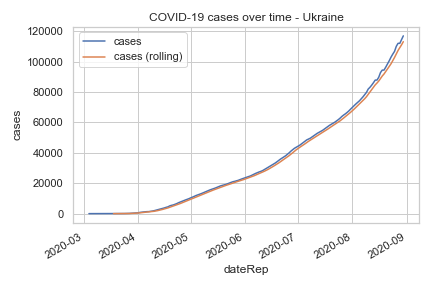 COVID-19 cases over time - Ukraine
cases
cases (rolling)
120000
100000
80000
60000
40000
20000
0
cases
2020-03
2020-04
2020-05
2020-06
2020-07
2020-08
2020-09
dateRep